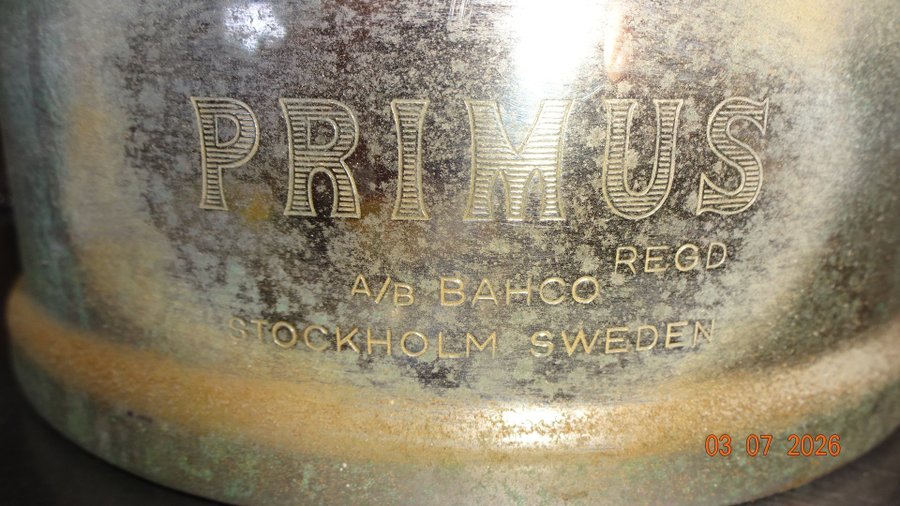 PRIMUS
REGD
A/B BAHCO
STOCKHOLM SWEDEN
03 07 2026